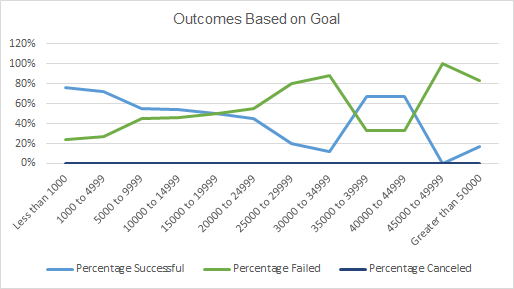 Outcomes Based on Goal
120%
100%
80%
60%
40%
20%
0%
Less than 1000
1000 to 4999
5000 to 9999
10000 to 14999
15000 to 19999
20000 to 24999
25000 to 29999
30000 to 34999
35000 to 39999
40000 to 44999
45000 to 49999
Greater than 50000
Percentage Successful
Percentage Failed
Percentage Canceled